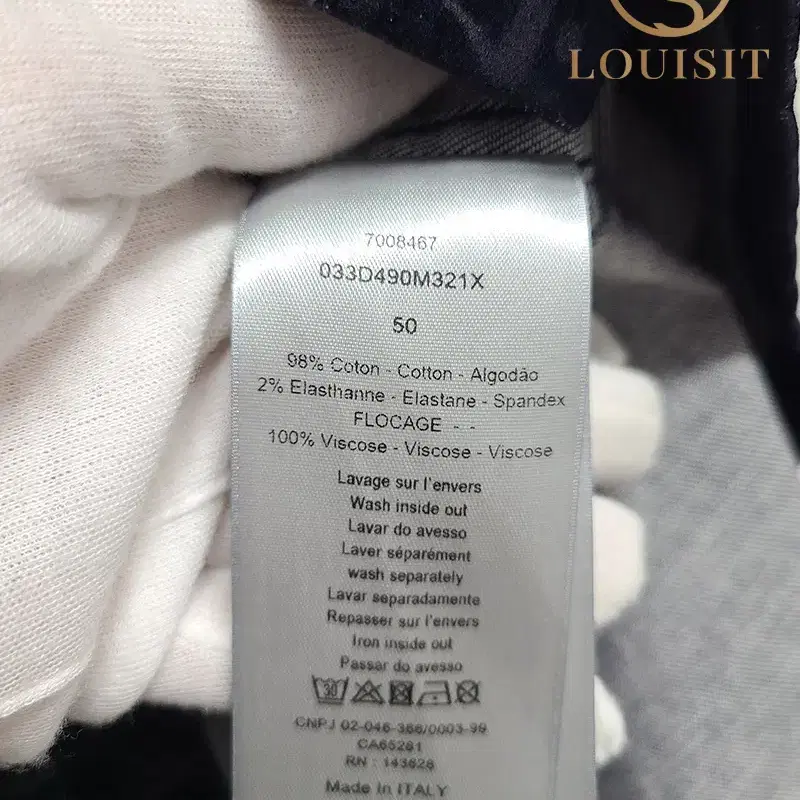 LOUISIT
7008467
033D490M321X
50
98% Coton - Cotton - Algodão
2% Elasthanne - Elastane - Spandex
FLOCAGE - -
100% Viscose - Viscose - Viscose
Lavage sur l'envers
Wash inside out
Lavar do avesso
Laver séparément
wash separately
Lavar separadamente
Repasser sur l'envers
Iron inside out
Passar do avesso
30
CNPJ 02-046-366/0003-99
CA65281
RN : 143628
Made In ITALY